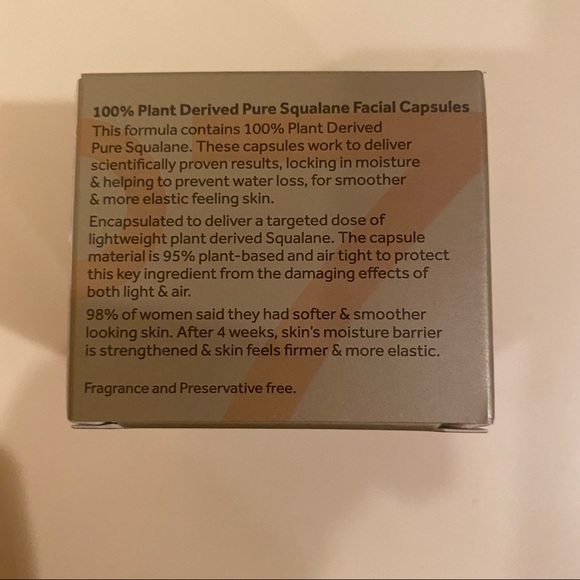 100% Plant Derived Pure Squalane Facial Capsules
This formula contains 100% Plant Derived
Pure Squalane. These capsules work to deliver
scientifically proven results, locking in moisture
& helping to prevent water loss, for smoother
& more elastic feeling skin.
Encapsulated to deliver a targeted dose of
lightweight plant derived Squalane. The capsule
material is 95% plant-based and air tight to protect
this key ingredient from the damaging effects of
both light & air.
98% of women said they had softer & smoother
looking skin. After 4 weeks, skin's moisture barrier
is strengthened & skin feels firmer & more elastic.
Fragrance and Preservative free.